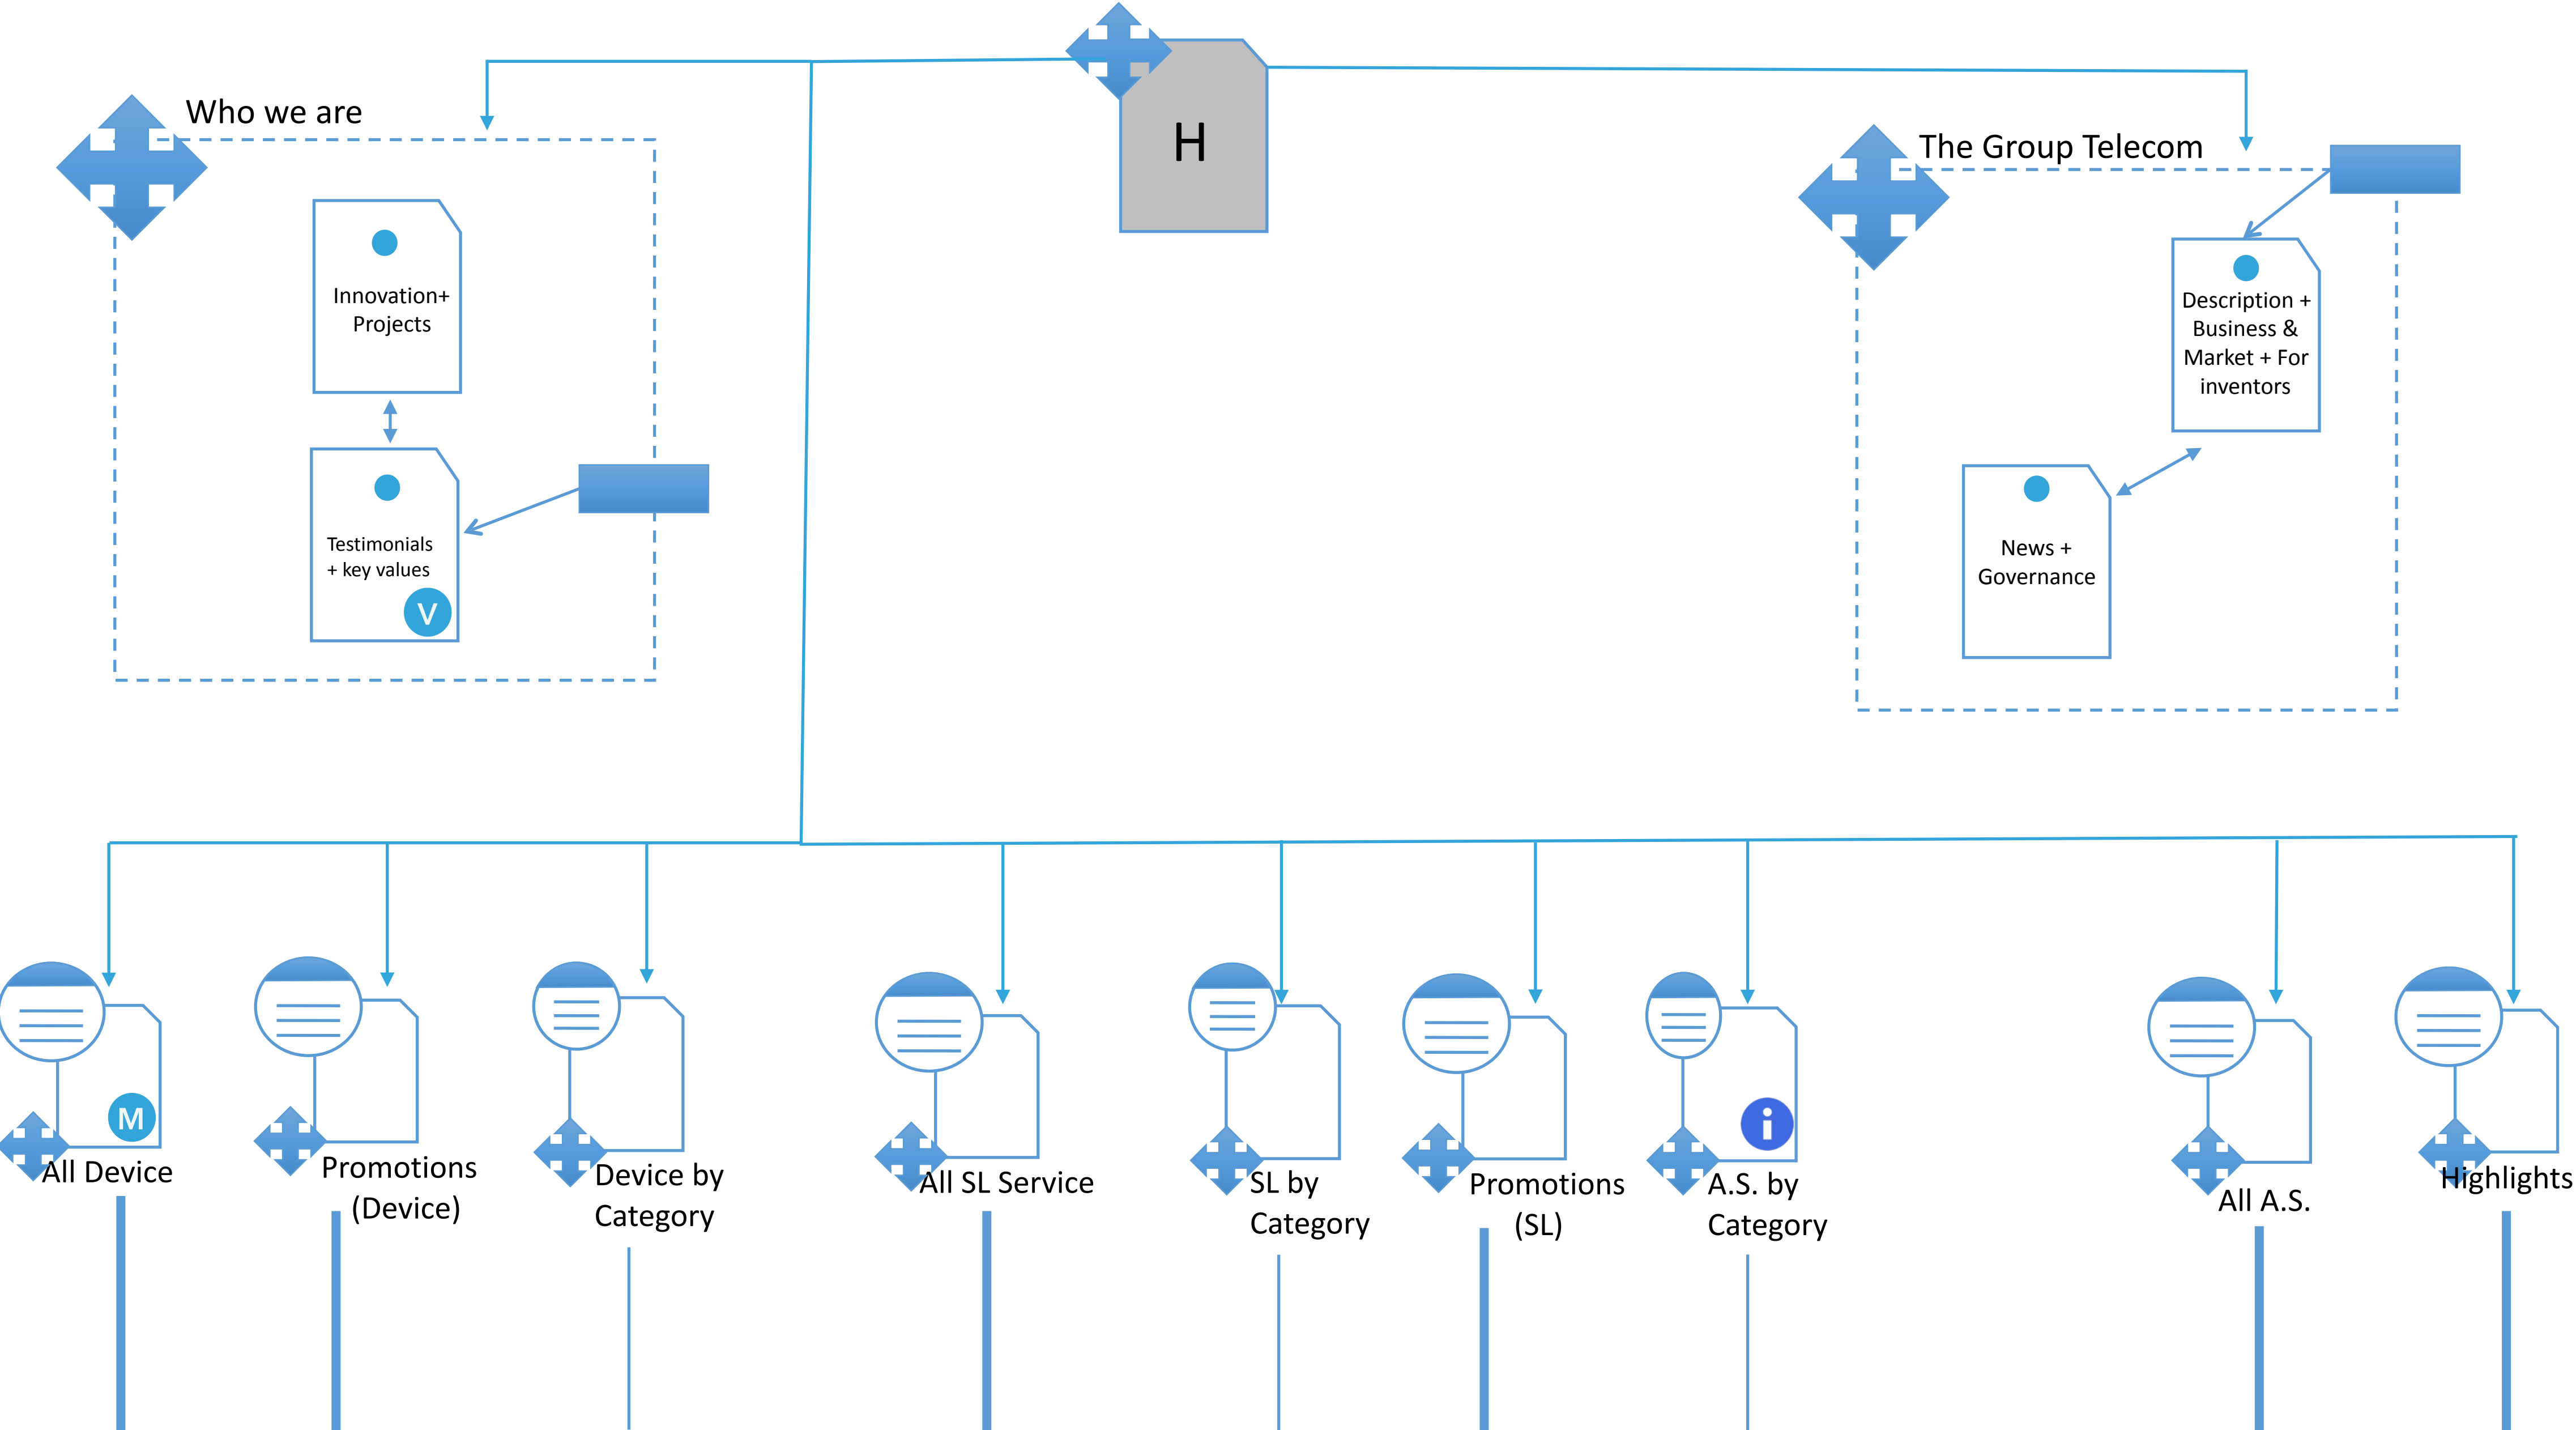 H
Who we are
The Group Telecom
Innovation+
Projects
Description +
Business &
Market + For
inventors
Testimonials
+ key values
V
News +
Governance
M
i
All Device
Promotions
(Device)
Device by
Category
All SL Service
SL by
Category
Promotions
(SL)
A.S. by
Category
All A.S.
Highlights